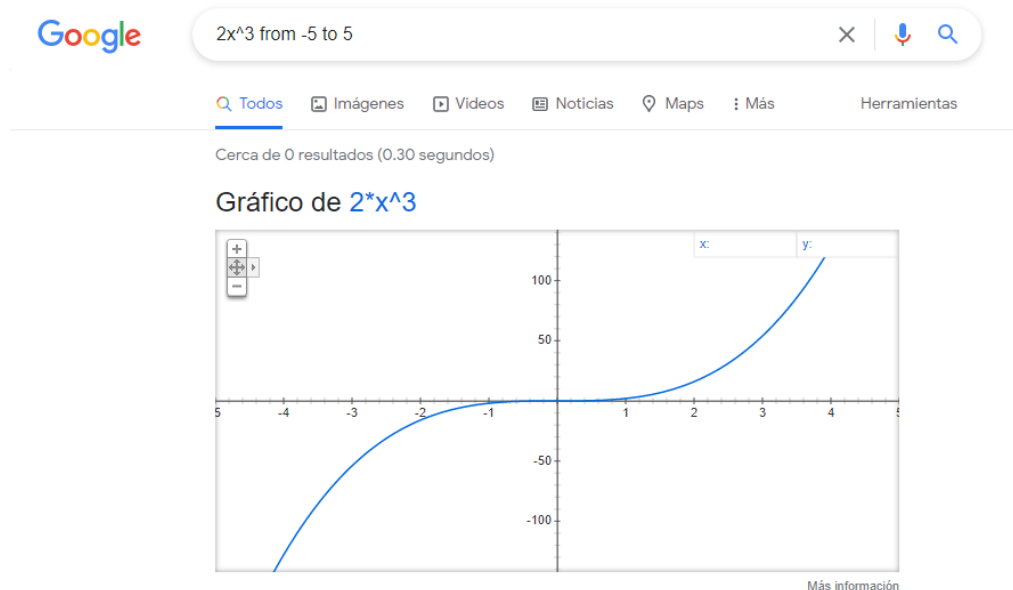 Google
2x^3 from -5 to 5
Todos Imágenes Videos Noticias Maps Más Herramientas
Cerca de 0 resultados (0.30 segundos)
Gráfico de 2*x^3
x: y:
100
50
5 -4 -3 -2 -1 1 2 3 4
-50
-100
Más información